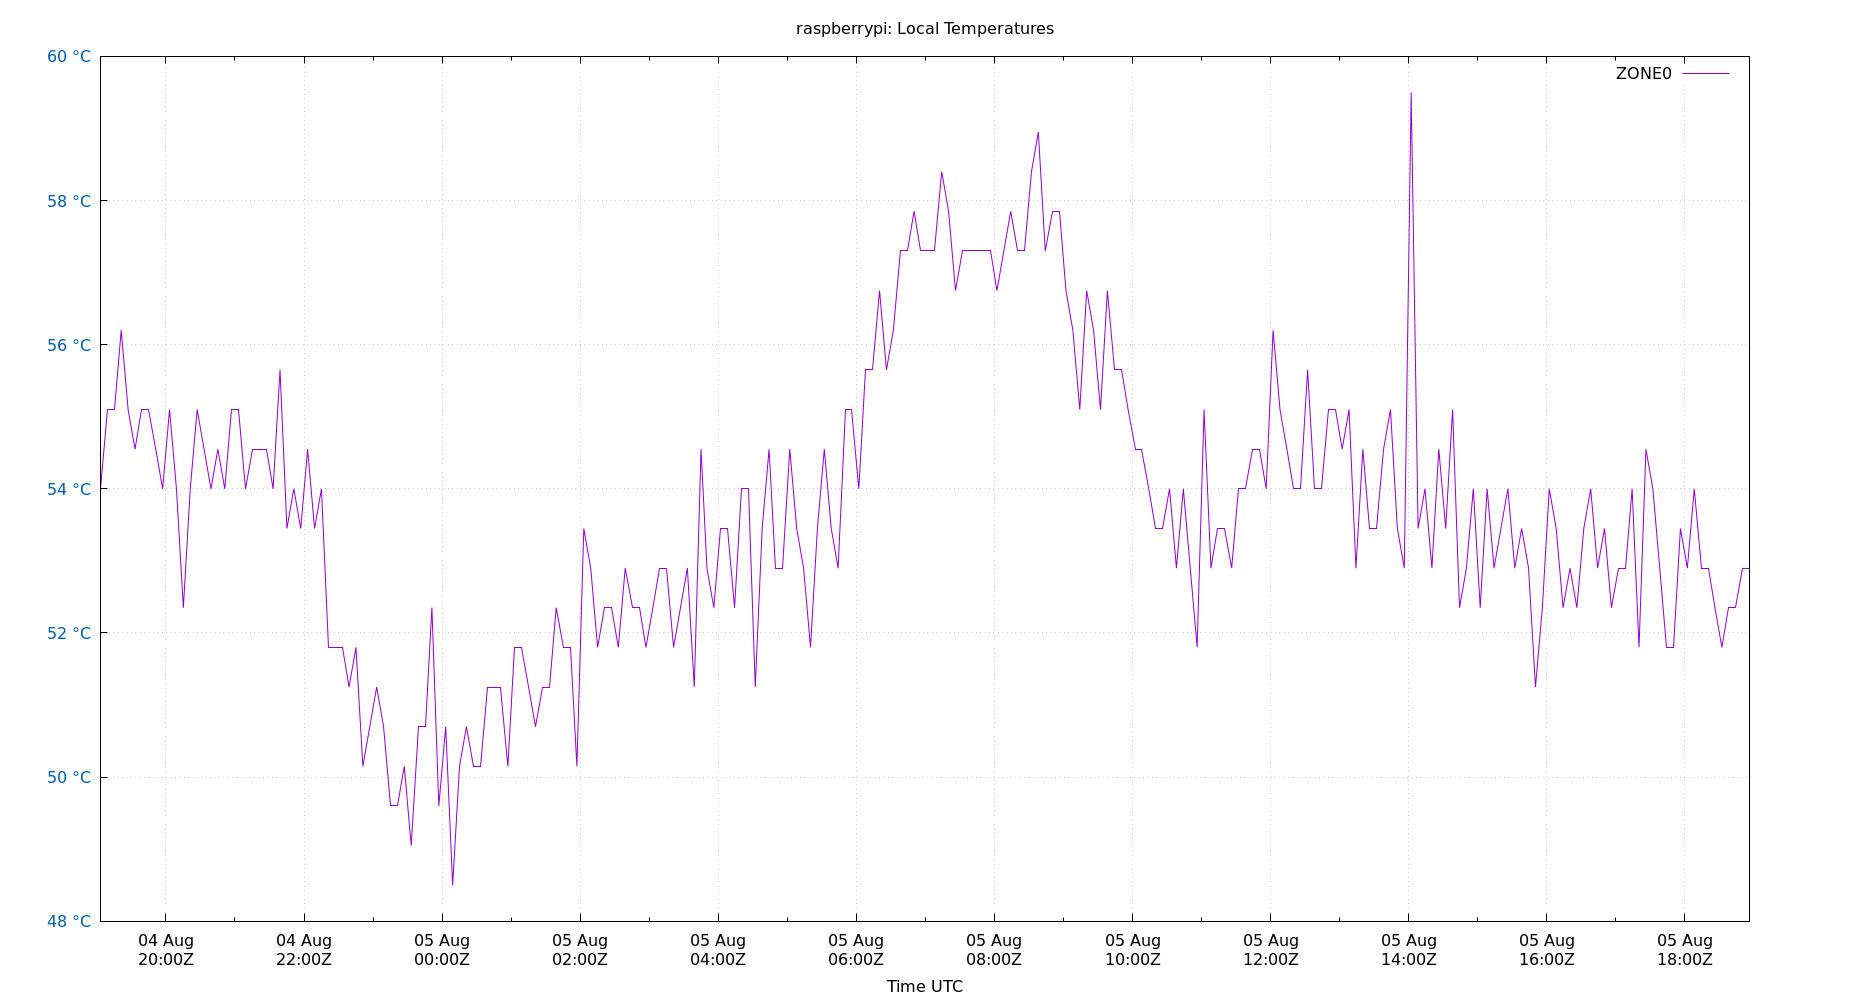 raspberrypi: Local Temperatures
60 °C
ZONE0
58 °C
56 °C
54 °C
52 °C
50 °C
48 °C
04 Aug 04 Aug 05 Aug 05 Aug 05 Aug 05 Aug 05 Aug 05 Aug 05 Aug 05 Aug 05 Aug 05 Aug
20:00Z 22:00Z 00:00Z 02:00Z 04:00Z 06:00Z 08:00Z 10:00Z 12:00Z 14:00Z 16:00Z 18:00Z
Time UTC